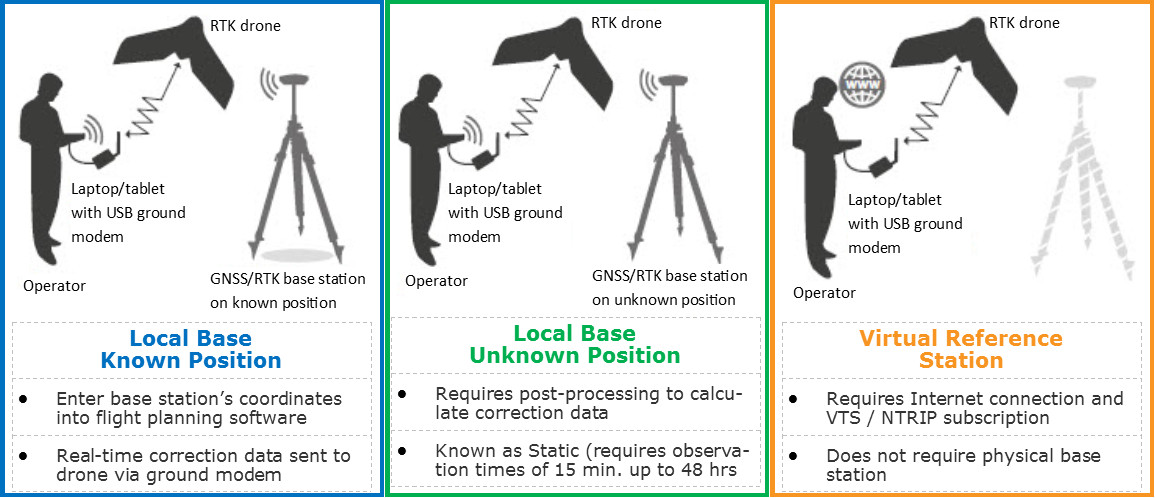 RTK drone
Laptop/tablet
with USB ground
modem
Operator
GNSS/RTK base station
on known position
Local Base
Known Position
● Enter base station’s coordinates
into flight planning software
● Real-time correction data sent to
drone via ground modem
RTK drone
Laptop/tablet
with USB ground
modem
Operator
GNSS/RTK base station
on unknown position
Local Base
Unknown Position
● Requires post-processing to calcu-
late correction data
● Known as Static (requires observa-
tion times of 15 min. up to 48 hrs
RTK drone
WWW
Laptop/tablet
with USB ground
modem
Operator
Virtual Reference
Station
● Requires Internet connection and
VTS / NTRIP subscription
● Does not require physical base
station